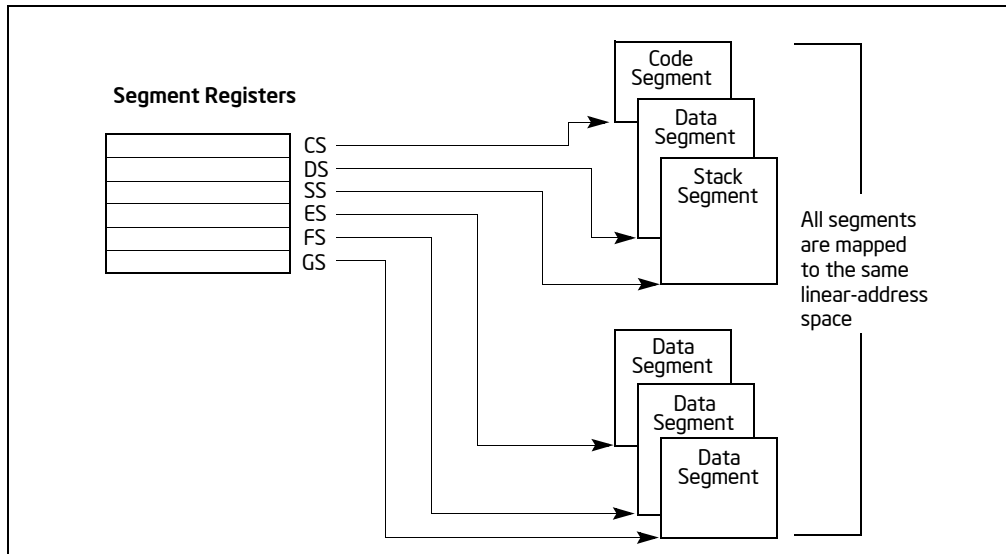 Segment Registers
CS
DS
SS
ES
FS
GS
Code
Segment
Data
Segment
Stack
Segment
Data
Segment
Data
Segment
Data
Segment
All segments
are mapped
to the same
linear-address
space